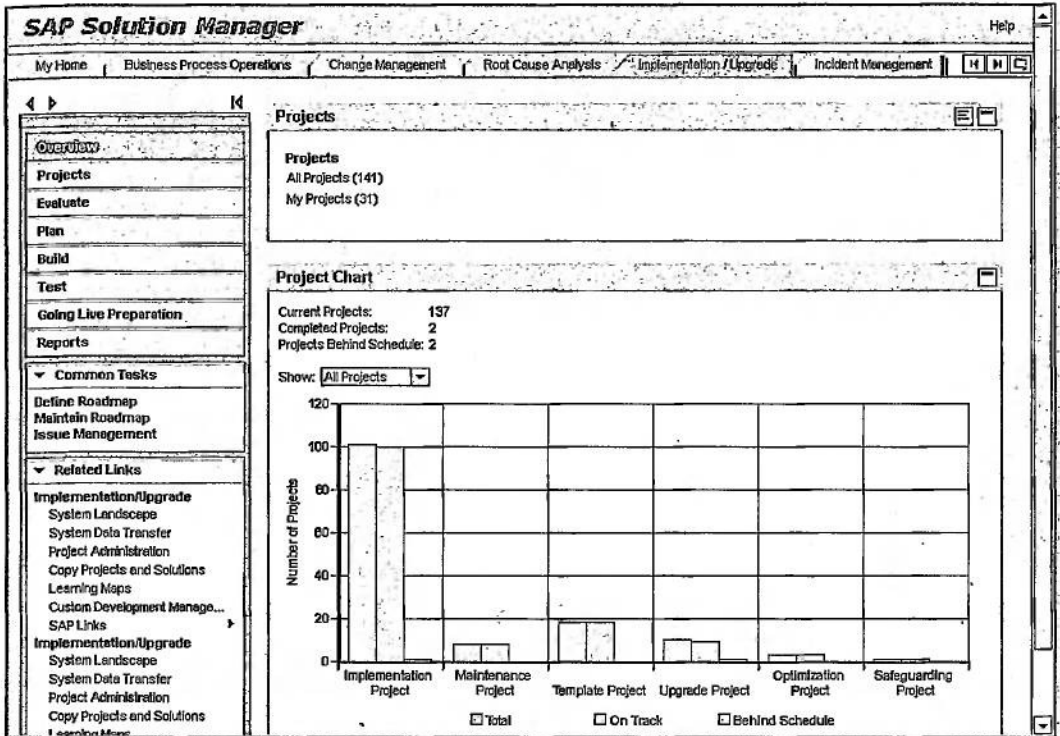 SAP Solution Manager
Help
My Home
Business Process Operations
Change Management
Root Cause Analysis
Implementation / Upgrade
Incident Management
Overview
Projects
Evaluate
Plan
Build
Test
Going Live Preparation
Reports
Common Tasks
Define Roadmap
Maintain Roadmap
Issue Management
Related Links
Implementation/Upgrade
System Landscape
System Data Transfer
Project Administration
Copy Projects and Solutions
Learning Maps
Custom Development Manage...
SAP Links
Implementation/Upgrade
System Landscape
System Data Transfer
Project Administration
Copy Projects and Solutions
Learning Maps
Projects
Projects
All Projects (141)
My Projects (31)
Project Chart
Current Projects: 137
Completed Projects: 2
Projects Behind Schedule: 2
Show: All Projects
Number of Projects
120
100
80
60
40
20
0
Implementation Project
Maintenance Project
Template Project
Upgrade Project
Optimization Project
Safeguarding Project
Total
On Track
Behind Schedule